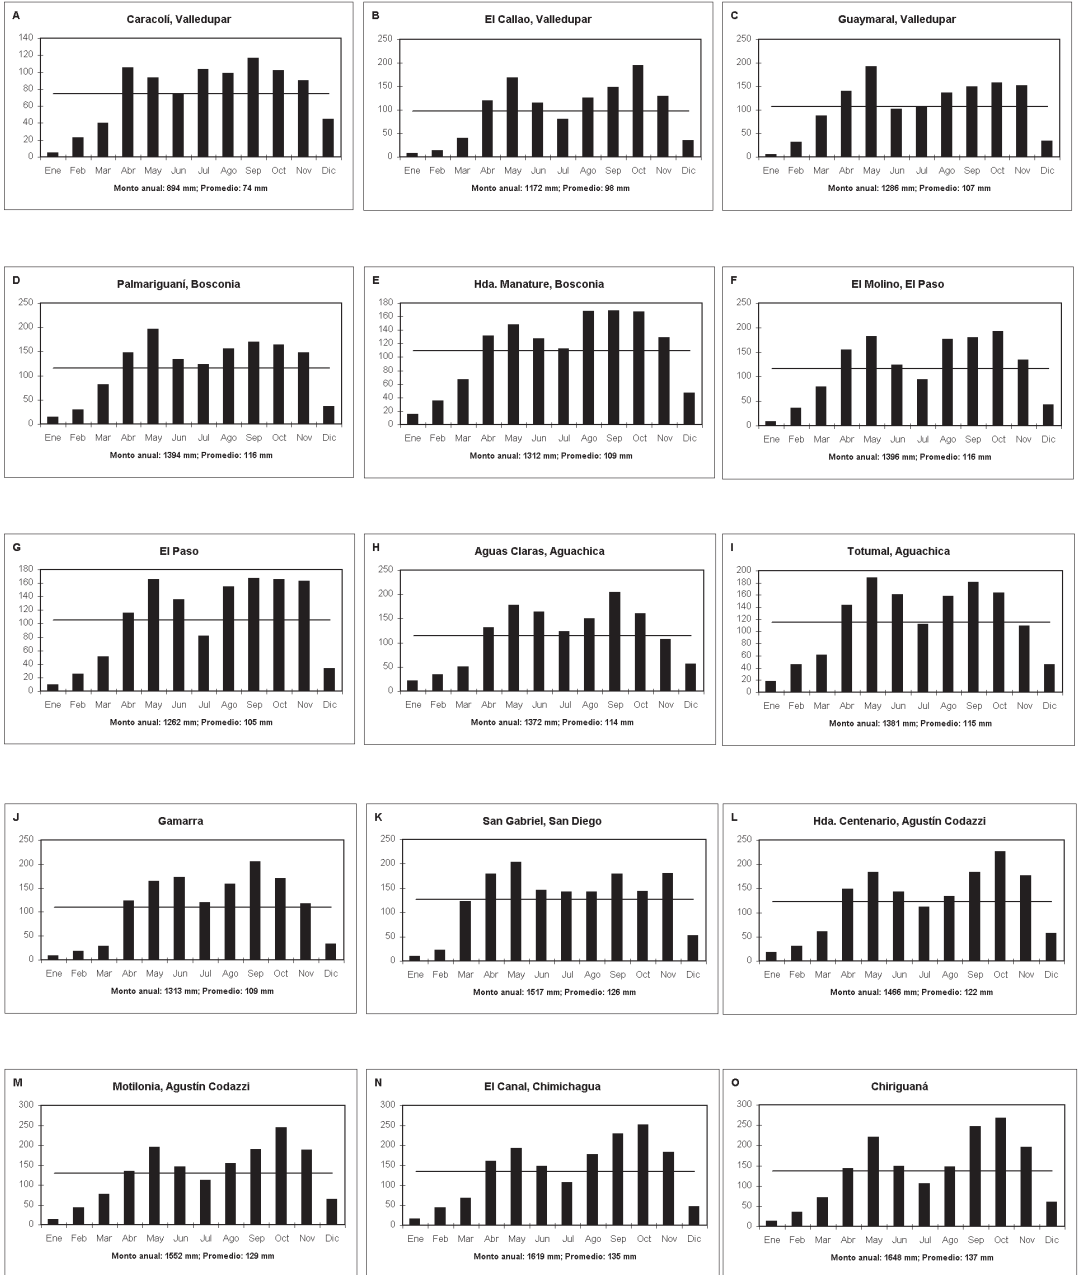 A
Caracolí, Valledupar
140
120
100
80
60
40
20
0
Ene Feb Mar Abr May Jun Jul Ago Sep Oct Nov Dic
Monto anual: 894 mm; Promedio: 74 mm
B
El Callao, Valledupar
250
200
150
100
50
0
Ene Feb Mar Abr May Jun Jul Ago Sep Oct Nov Dic
Monto anual: 1172 mm; Promedio: 98 mm
C
Guaymaral, Valledupar
250
200
150
100
50
0
Ene Feb Mar Abr May Jun Jul Ago Sep Oct Nov Dic
Monto anual: 1286 mm; Promedio: 107 mm
D
Palmariguaní, Bosconia
250
200
150
100
50
0
Ene Feb Mar Abr May Jun Jul Ago Sep Oct Nov Dic
Monto anual: 1394 mm; Promedio: 116 mm
E
Hda. Manature, Bosconia
180
160
140
120
100
80
60
40
20
0
Ene Feb Mar Abr May Jun Jul Ago Sep Oct Nov Dic
Monto anual: 1312 mm; Promedio: 109 mm
F
El Molino, El Paso
250
200
150
100
50
0
Ene Feb Mar Abr May Jun Jul Ago Sep Oct Nov Dic
Monto anual: 1396 mm; Promedio: 116 mm
G
El Paso
180
160
140
120
100
80
60
40
20
0
Ene Feb Mar Abr May Jun Jul Ago Sep Oct Nov Dic
Monto anual: 1262 mm; Promedio: 105 mm
H
Aguas Claras, Aguachica
250
200
150
100
50
0
Ene Feb Mar Abr May Jun Jul Ago Sep Oct Nov Dic
Monto anual: 1372 mm; Promedio: 114 mm
I
Totumal, Aguachica
200
180
160
140
120
100
80
60
40
20
0
Ene Feb Mar Abr May Jun Jul Ago Sep Oct Nov Dic
Monto anual: 1381 mm; Promedio: 115 mm
J
Gamarra
250
200
150
100
50
0
Ene Feb Mar Abr May Jun Jul Ago Sep Oct Nov Dic
Monto anual: 1313 mm; Promedio: 109 mm
K
San Gabriel, San Diego
250
200
150
100
50
0
Ene Feb Mar Abr May Jun Jul Ago Sep Oct Nov Dic
Monto anual: 1517 mm; Promedio: 126 mm
L
Hda. Centenario, Agustín Codazzi
250
200
150
100
50
0
Ene Feb Mar Abr May Jun Jul Ago Sep Oct Nov Dic
Monto anual: 1466 mm; Promedio: 122 mm
M
Motilonia, Agustín Codazzi
300
250
200
150
100
50
0
Ene Feb Mar Abr May Jun Jul Ago Sep Oct Nov Dic
Monto anual: 1552 mm; Promedio: 129 mm
N
El Canal, Chimichagua
300
250
200
150
100
50
0
Ene Feb Mar Abr May Jun Jul Ago Sep Oct Nov Dic
Monto anual: 1619 mm; Promedio: 135 mm
O
Chiriguaná
300
250
200
150
100
50
0
Ene Feb Mar Abr May Jun Jul Ago Sep Oct Nov Dic
Monto anual: 1648 mm; Promedio: 137 mm